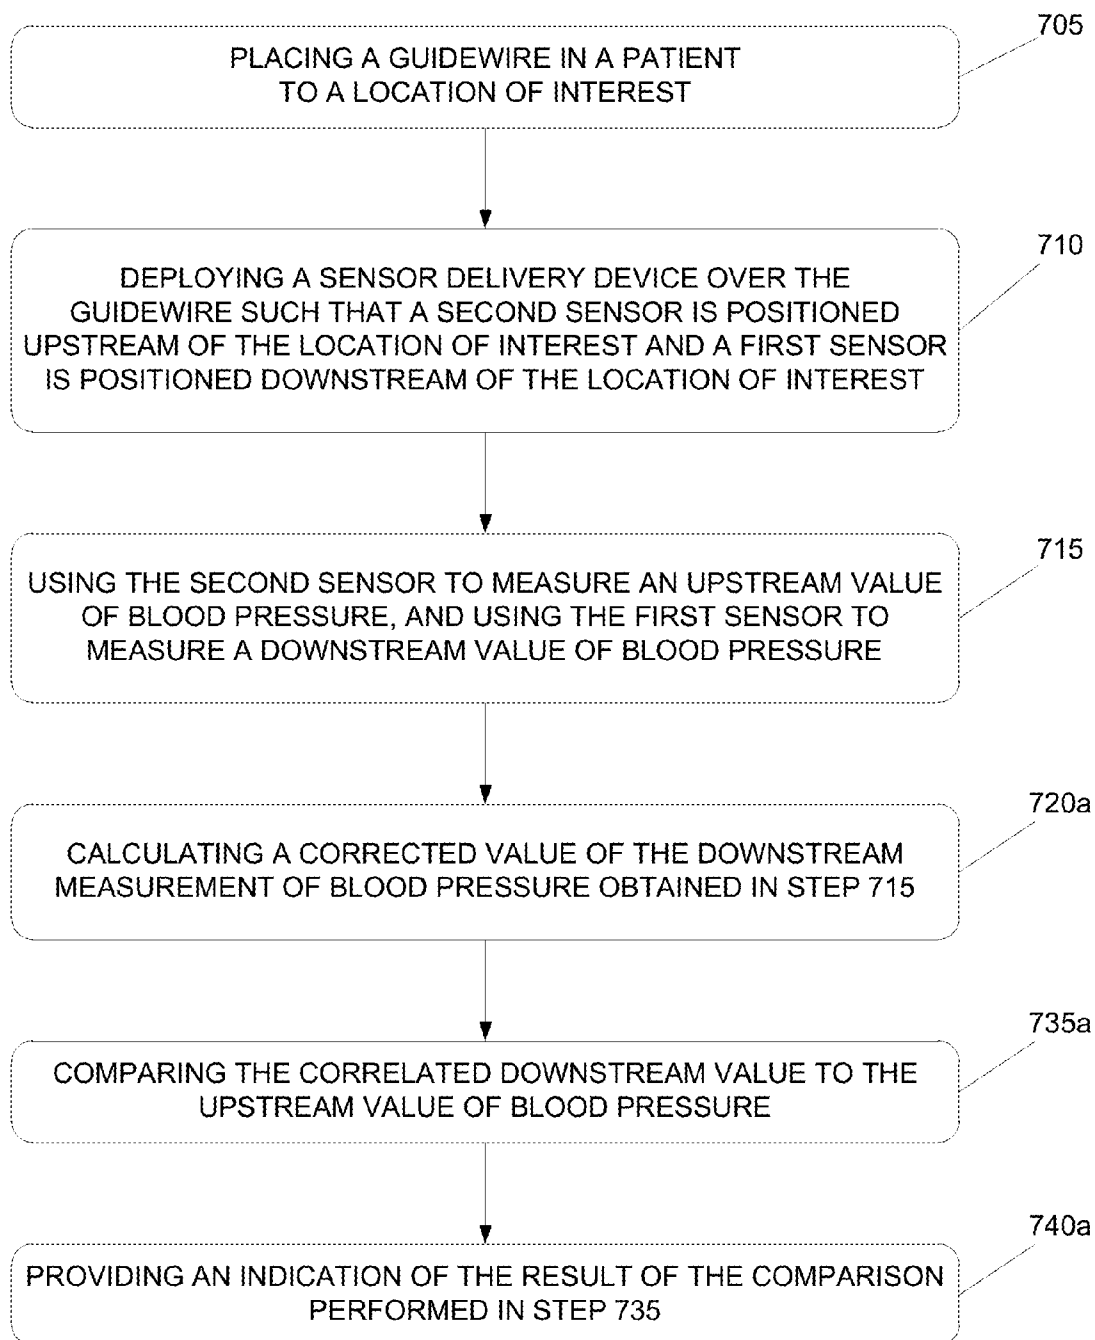 705
PLACING A GUIDEWIRE IN A PATIENT
TO A LOCATION OF INTEREST
710
DEPLOYING A SENSOR DELIVERY DEVICE OVER THE
GUIDEWIRE SUCH THAT A SECOND SENSOR IS POSITIONED
UPSTREAM OF THE LOCATION OF INTEREST AND A FIRST SENSOR
IS POSITIONED DOWNSTREAM OF THE LOCATION OF INTEREST
715
USING THE SECOND SENSOR TO MEASURE AN UPSTREAM VALUE
OF BLOOD PRESSURE, AND USING THE FIRST SENSOR TO
MEASURE A DOWNSTREAM VALUE OF BLOOD PRESSURE
720a
CALCULATING A CORRECTED VALUE OF THE DOWNSTREAM
MEASUREMENT OF BLOOD PRESSURE OBTAINED IN STEP 715
735a
COMPARING THE CORRELATED DOWNSTREAM VALUE TO THE
UPSTREAM VALUE OF BLOOD PRESSURE
740a
PROVIDING AN INDICATION OF THE RESULT OF THE COMPARISON
PERFORMED IN STEP 735